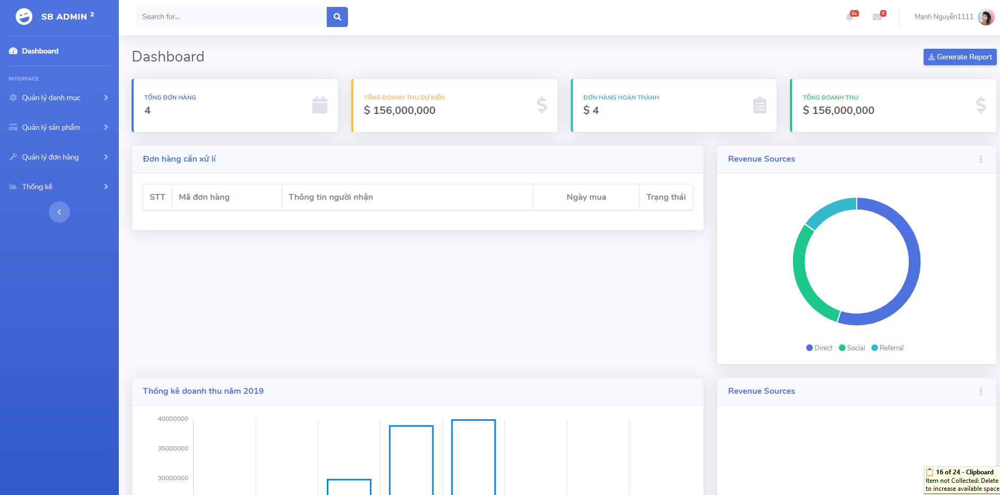 SB ADMIN 2
Search for...
3+
7
Mạnh Nguyễn1111
Dashboard
INTERFACE
Quản lý danh mục
Quản lý sản phẩm
Quản lý đơn hàng
Thống kê
Dashboard
Generate Report
TỔNG ĐƠN HÀNG
4
TỔNG DOANH THU DỰ KIẾN
$ 156,000,000
ĐƠN HÀNG HOÀN THÀNH
$ 4
TỔNG DOANH THU
$ 156,000,000
Đơn hàng cần xử lí
STT Mã đơn hàng Thông tin người nhận Ngày mua Trạng thái
Revenue Sources
Direct Social Referral
Thống kê doanh thu năm 2019
40000000
35000000
30000000
Revenue Sources
16 of 24 - Clipboard
Item not Collected: Delete
to increase available space